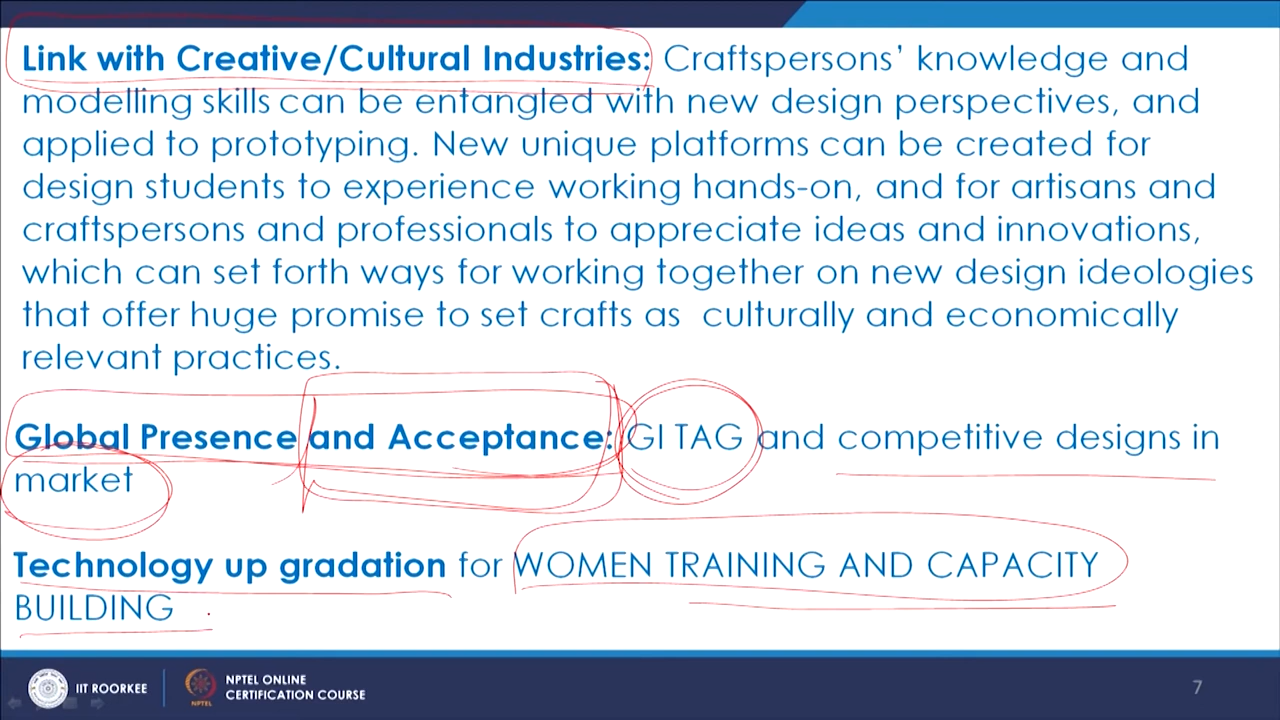 Link with Creative/Cultural Industries: Craftspersons’ knowledge and
modelling skills can be entangled with new design perspectives, and
applied to prototyping. New unique platforms can be created for
design students to experience working hands-on, and for artisans and
craftspersons and professionals to appreciate ideas and innovations,
which can set forth ways for working together on new design ideologies
that offer huge promise to set crafts as culturally and economically
relevant practices.
Global Presence and Acceptance: GI TAG and competitive designs in
market
Technology up gradation for WOMEN TRAINING AND CAPACITY
BUILDING
IIT ROORKEE
NPTEL
NPTEL ONLINE
CERTIFICATION COURSE
7